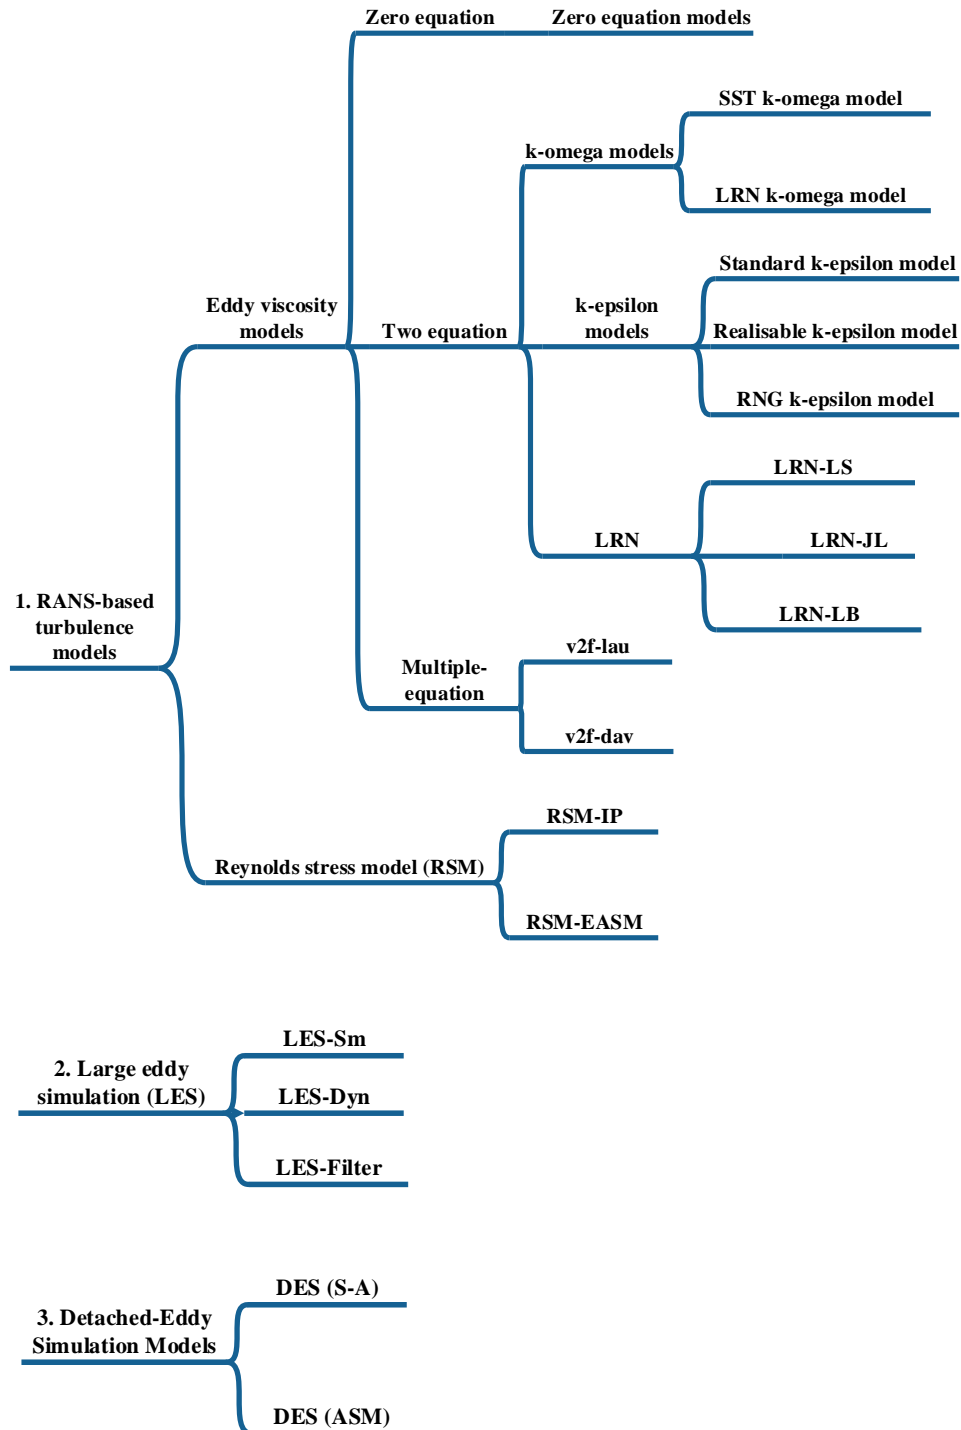 Zero equation
Zero equation models
SST k-omega model
k-omega models
LRN k-omega model
Standard k-epsilon model
Eddy viscosity
models
Two equation
k-epsilon
models
Realisable k-epsilon model
RNG k-epsilon model
LRN-LS
LRN
LRN-JL
LRN-LB
1. RANS-based
turbulence
models
Multiple-
equation
v2f-lau
v2f-dav
RSM-IP
Reynolds stress model (RSM)
RSM-EASM
2. Large eddy
simulation (LES)
LES-Sm
LES-Dyn
LES-Filter
3. Detached-Eddy
Simulation Models
DES (S-A)
DES (ASM)